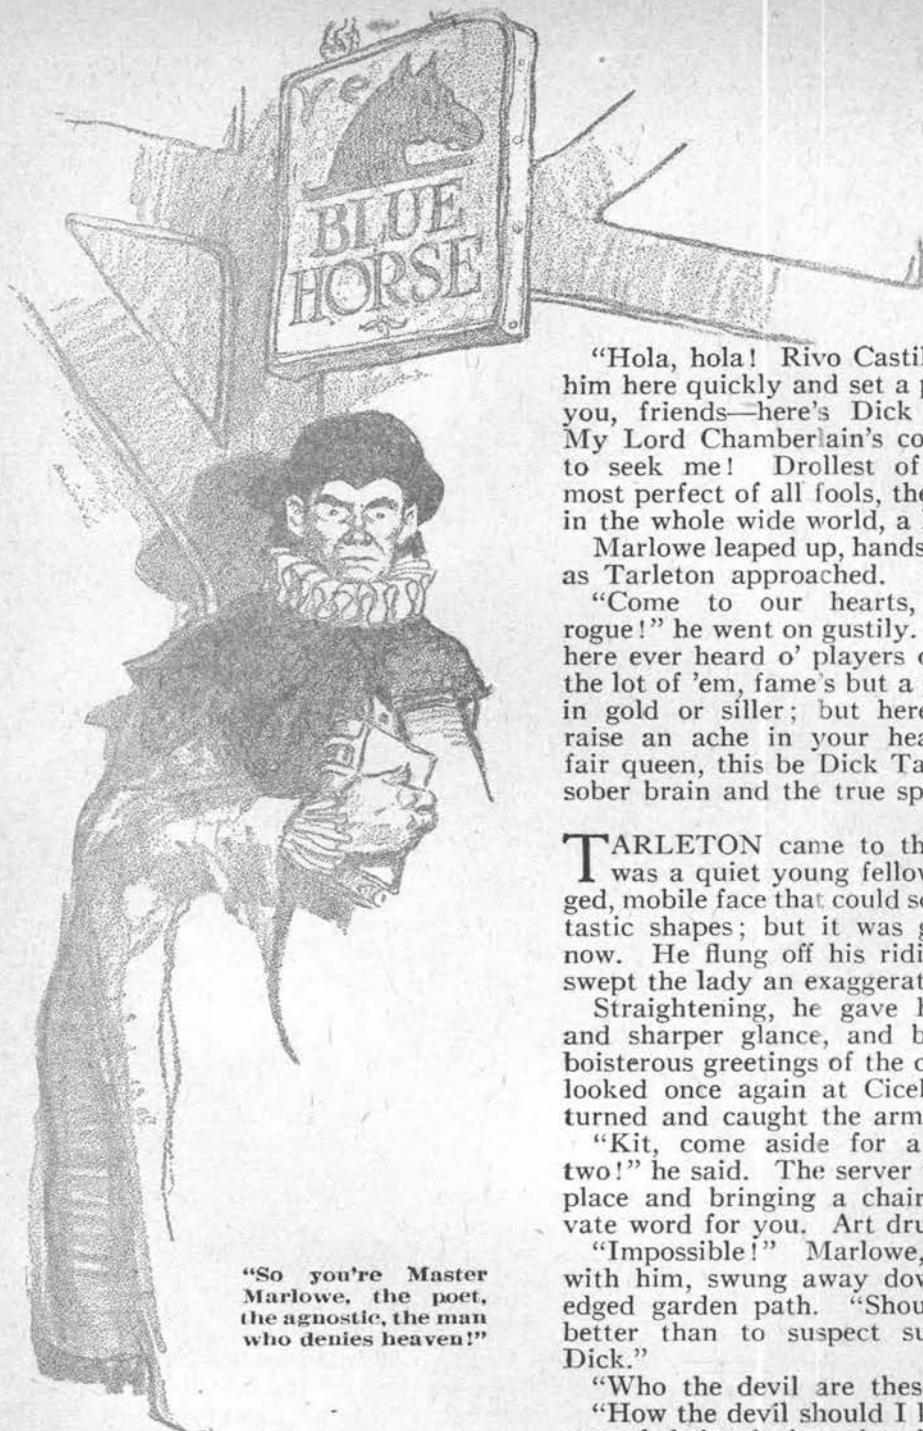 Ye
BLUE
HORSE
"So you're Master
Marlowe, the poet,
the agnostic, the man
who denies heaven!"
"Hola, hola! Rivo Castil
him here quickly and set a
you, friends—here's Dick
My Lord Chamberlain's co
to seek me! Drollest of
most perfect of all fools, the
in the whole wide world, a
Marlowe leaped up, hands
as Tarleton approached.
"Come to our hearts,
rogue!" he went on gustily.
here ever heard o' players
the lot of 'em, fame's but a
in gold or siller; but here
raise an ache in your hea
fair queen, this be Dick Ta
sober brain and the true sp
TARLETON came to th
was a quiet young fellow
ged, mobile face that could s
tastic shapes; but it was
now. He flung off his ridi
swept the lady an exaggerat
Straightening, he gave
and sharper glance, and b
boisterous greetings of the
looked once again at Cicel
turned and caught the arm
"Kit, come aside for a
two!" he said. The server
place and bringing a chair
vate word for you. Art dru
"Impossible!" Marlowe,
with him, swung away dow
edged garden path. "Shou
better than to suspect su
Dick."
"Who the devil are thes
"How the devil should I